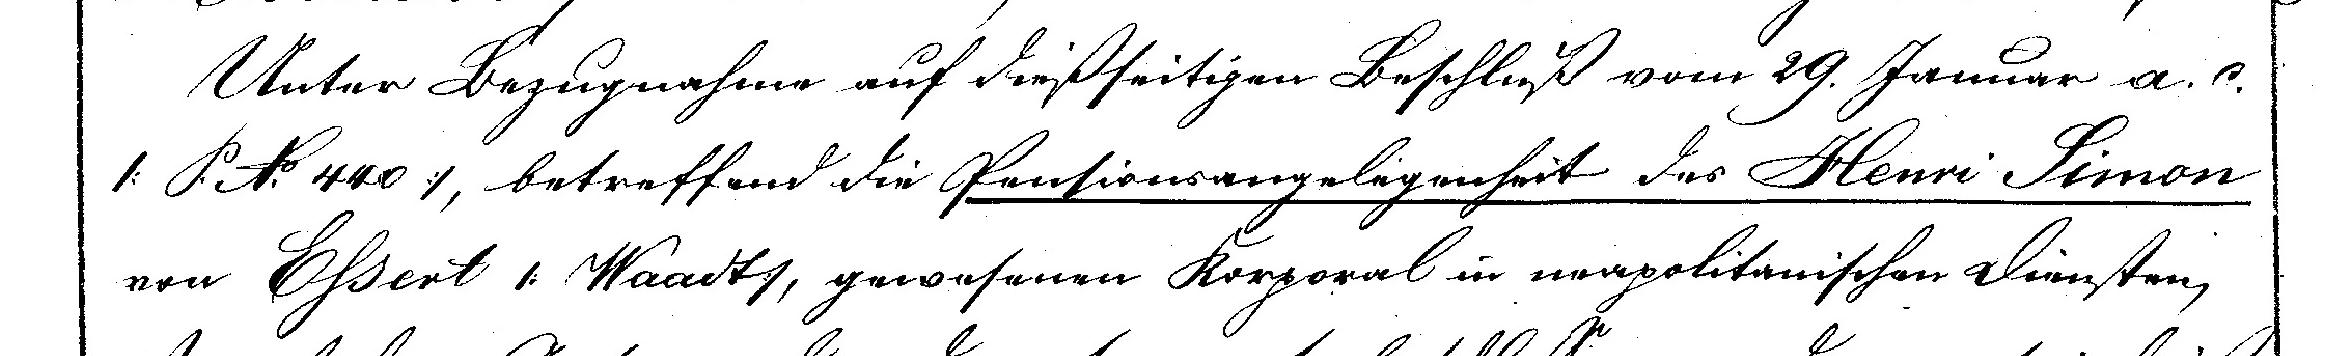 Unter Bezugnahme auf dießseitigen Beschluß vom 29. Januar a. c.
/: P. No. 440 :/, betreffend die Pensionsangelegenheit des Henri Simon
von Essert /: Waadt :/, gewesenen Korporal in neapolitanischen Diensten,